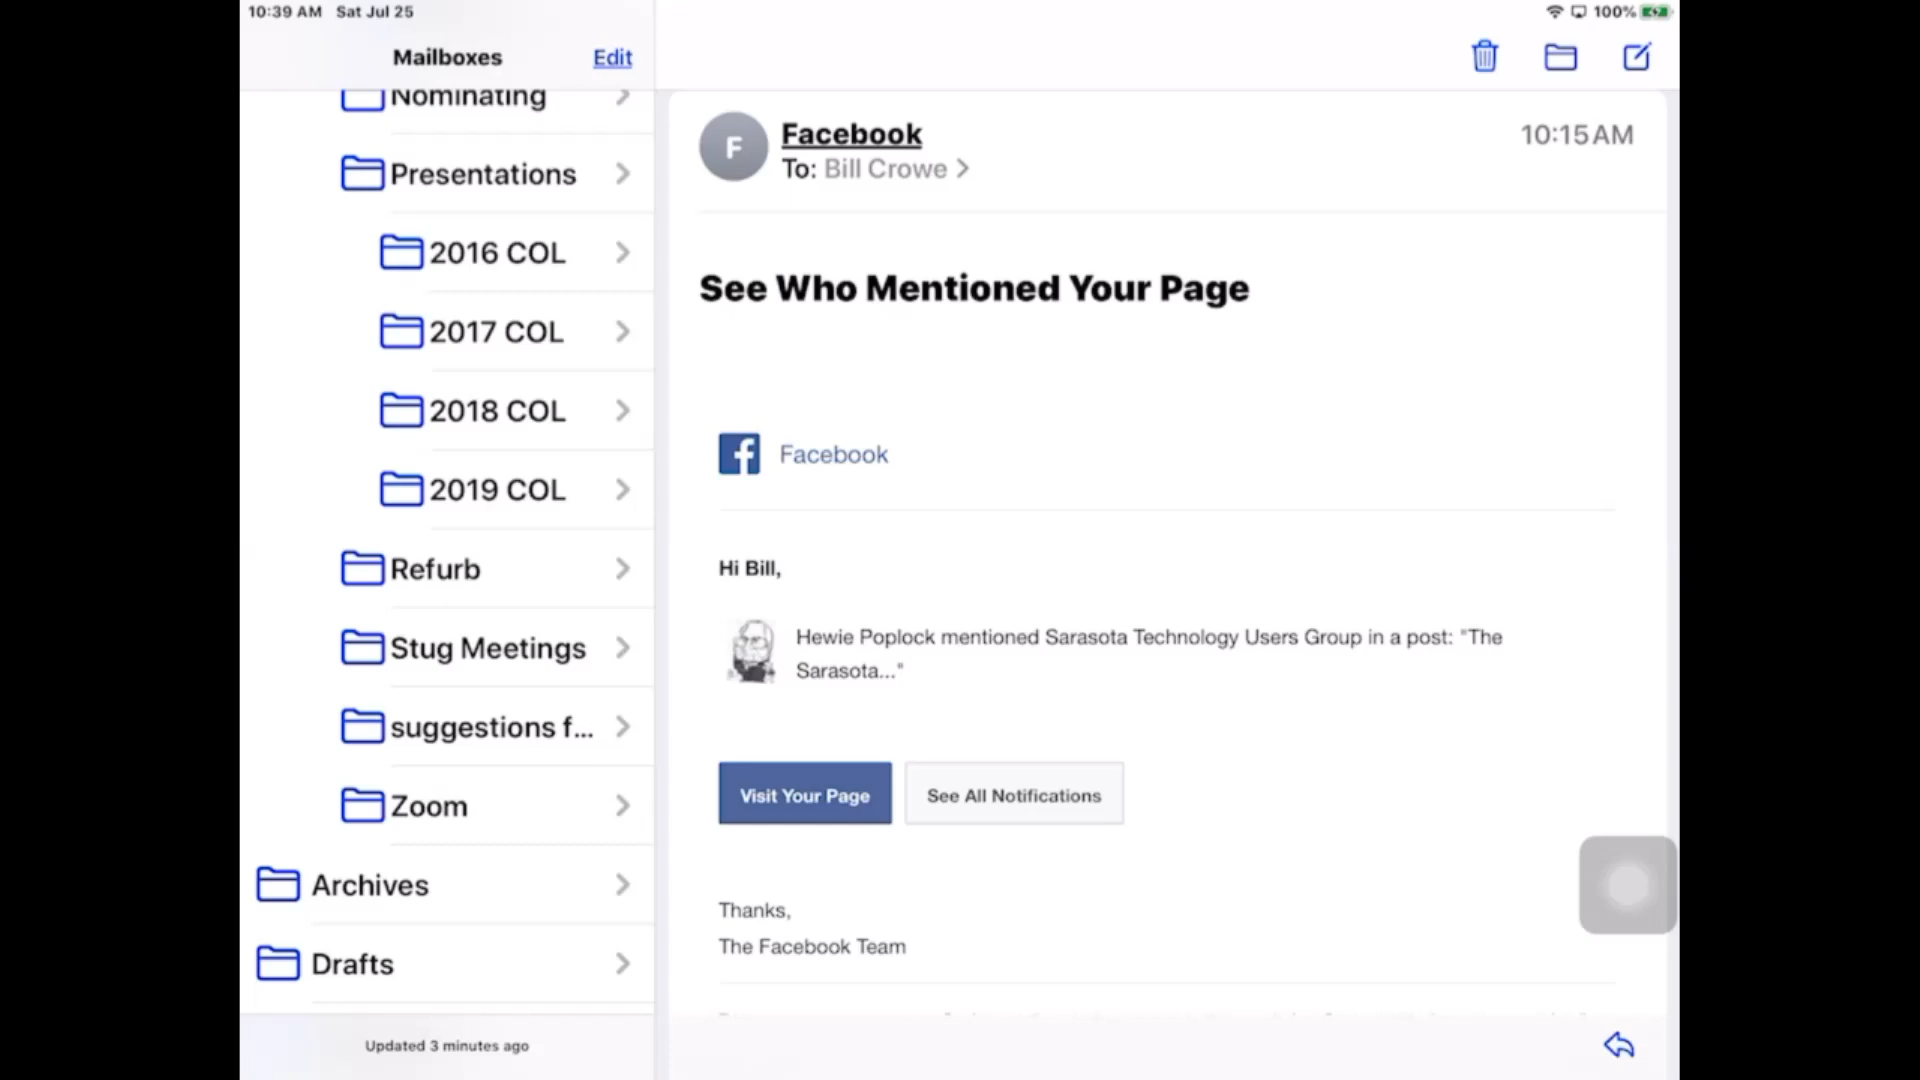 10:39 AM Sat Jul 25
100%
Mailboxes
Edit
Nominating
Presentations
2016 COL
2017 COL
2018 COL
2019 COL
Refurb
Stug Meetings
suggestions f...
Zoom
Archives
Drafts
Updated 3 minutes ago
F
Facebook
10:15 AM
To: Bill Crowe
See Who Mentioned Your Page
f
Facebook
Hi Bill,
Hewie Poplock mentioned Sarasota Technology Users Group in a post: "The
Sarasota..."
Visit Your Page
See All Notifications
Thanks,
The Facebook Team